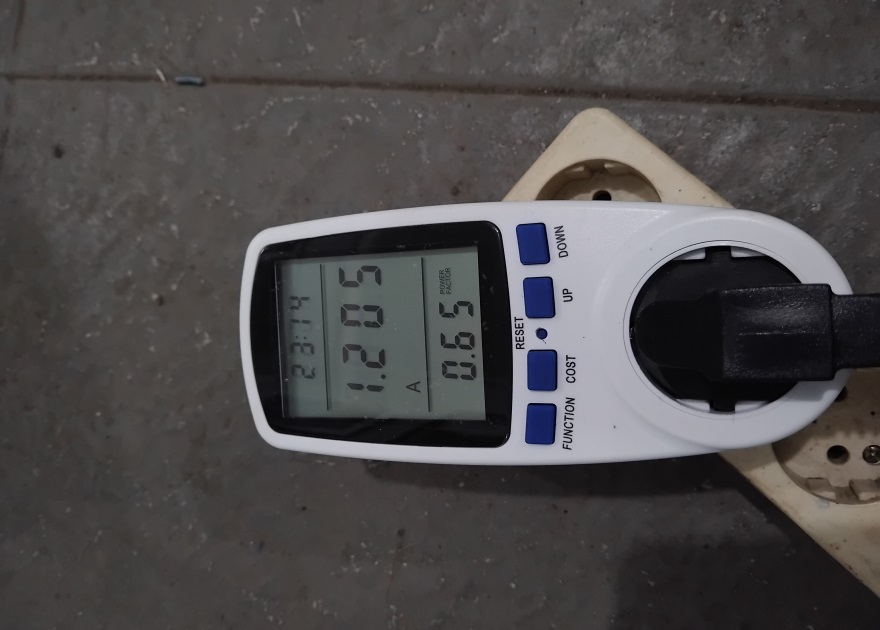 23:14
1.205
A
0.65
POWER
FACTOR
RESET
FUNCTION COST UP DOWN